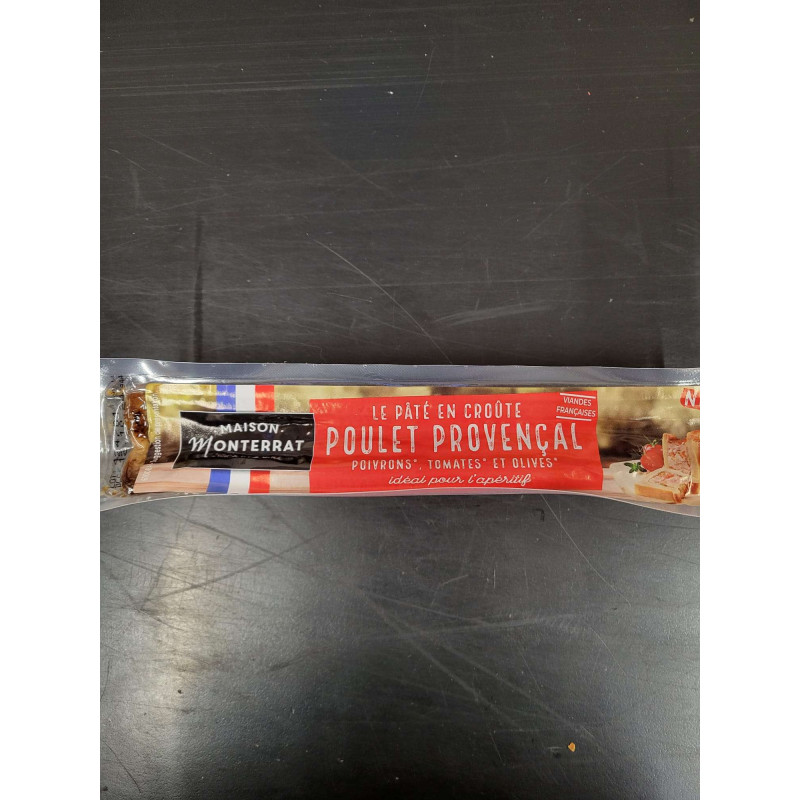 MAISON
Monterrat
LE PÂTÉ EN CROÛTE
POULET PROVENÇAL
POIVRONS*, TOMATES* ET OLIVES*
idéal pour l'apéritif
VIANDES
FRANÇAISES
N